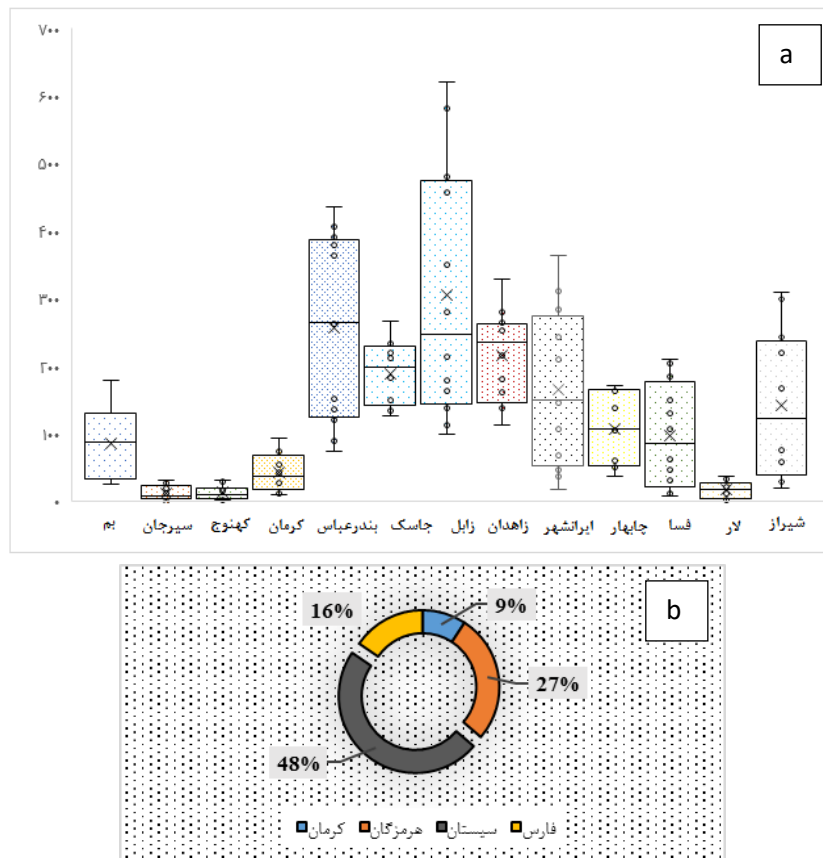 a
۷۰۰
۶۰۰
۵۰۰
۴۰۰
۳۰۰
۲۰۰
۱۰۰
۰
بم سیرجان کهنوج کرمان بندرعباس جاسک زابل زاهدان ایرانشهر چابهار فسا لار شیراز
b
16% 9%
27%
48%
کرمان هرمزگان سیستان فارس